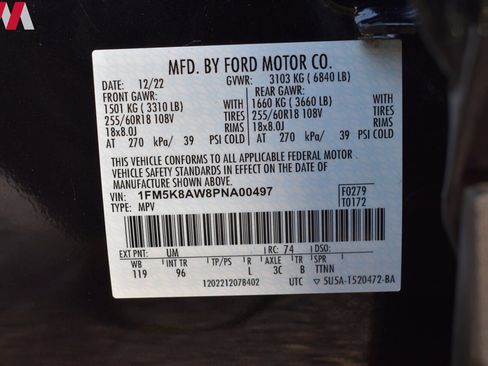 MFD. BY FORD MOTOR CO.
DATE: 12/22 GVWR: 3103 KG ( 6840 LB)
FRONT GAWR: REAR GAWR:
1501 KG ( 3310 LB) WITH 1660 KG ( 3660 LB) WITH
255/60R18 108V TIRES 255/60R18 108V TIRES
18x8.0J RIMS 18x8.0J RIMS
AT 270 kPa/ 39 PSI COLD AT 270 kPa/ 39 PSI COLD
THIS VEHICLE CONFORMS TO ALL APPLICABLE FEDERAL MOTOR
VEHICLE SAFETY STANDARDS IN EFFECT ON THE DATE OF
MANUFACTURE SHOWN ABOVE.
VIN: 1FM5K8AW8PNA00497 F0279
TYPE: MPV T0172
EXT PNT: UM RC: 74 DSO:
WB INT TR TP/PS R AXLE TR SPR
119 96 L 3C B TTNN
1202212078402 UTC ▽ 5U5A-1520472-BA